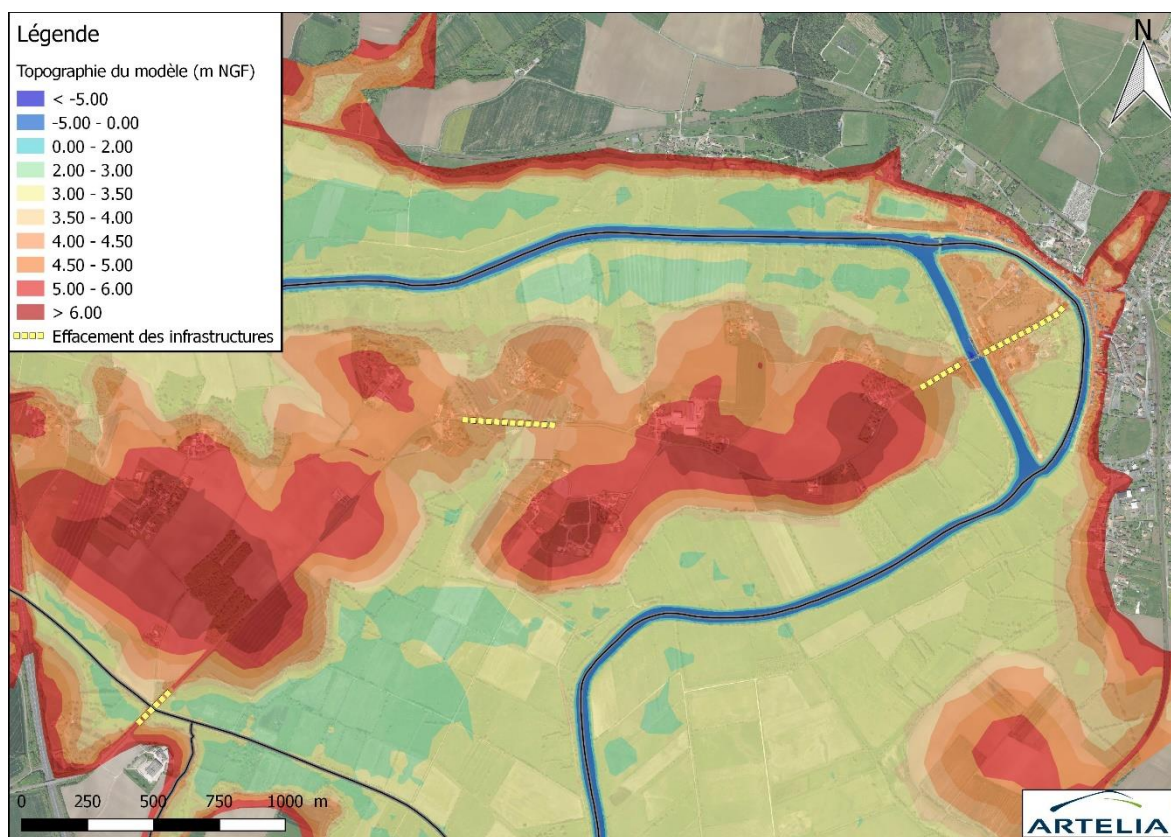 Légende
Topographie du modèle (m NGF)
< -5.00
-5.00 - 0.00
0.00 - 2.00
2.00 - 3.00
3.00 - 3.50
3.50 - 4.00
4.00 - 4.50
4.50 - 5.00
5.00 - 6.00
> 6.00
Effacement des infrastructures
N
0 250 500 750 1000 m
ARTELIA